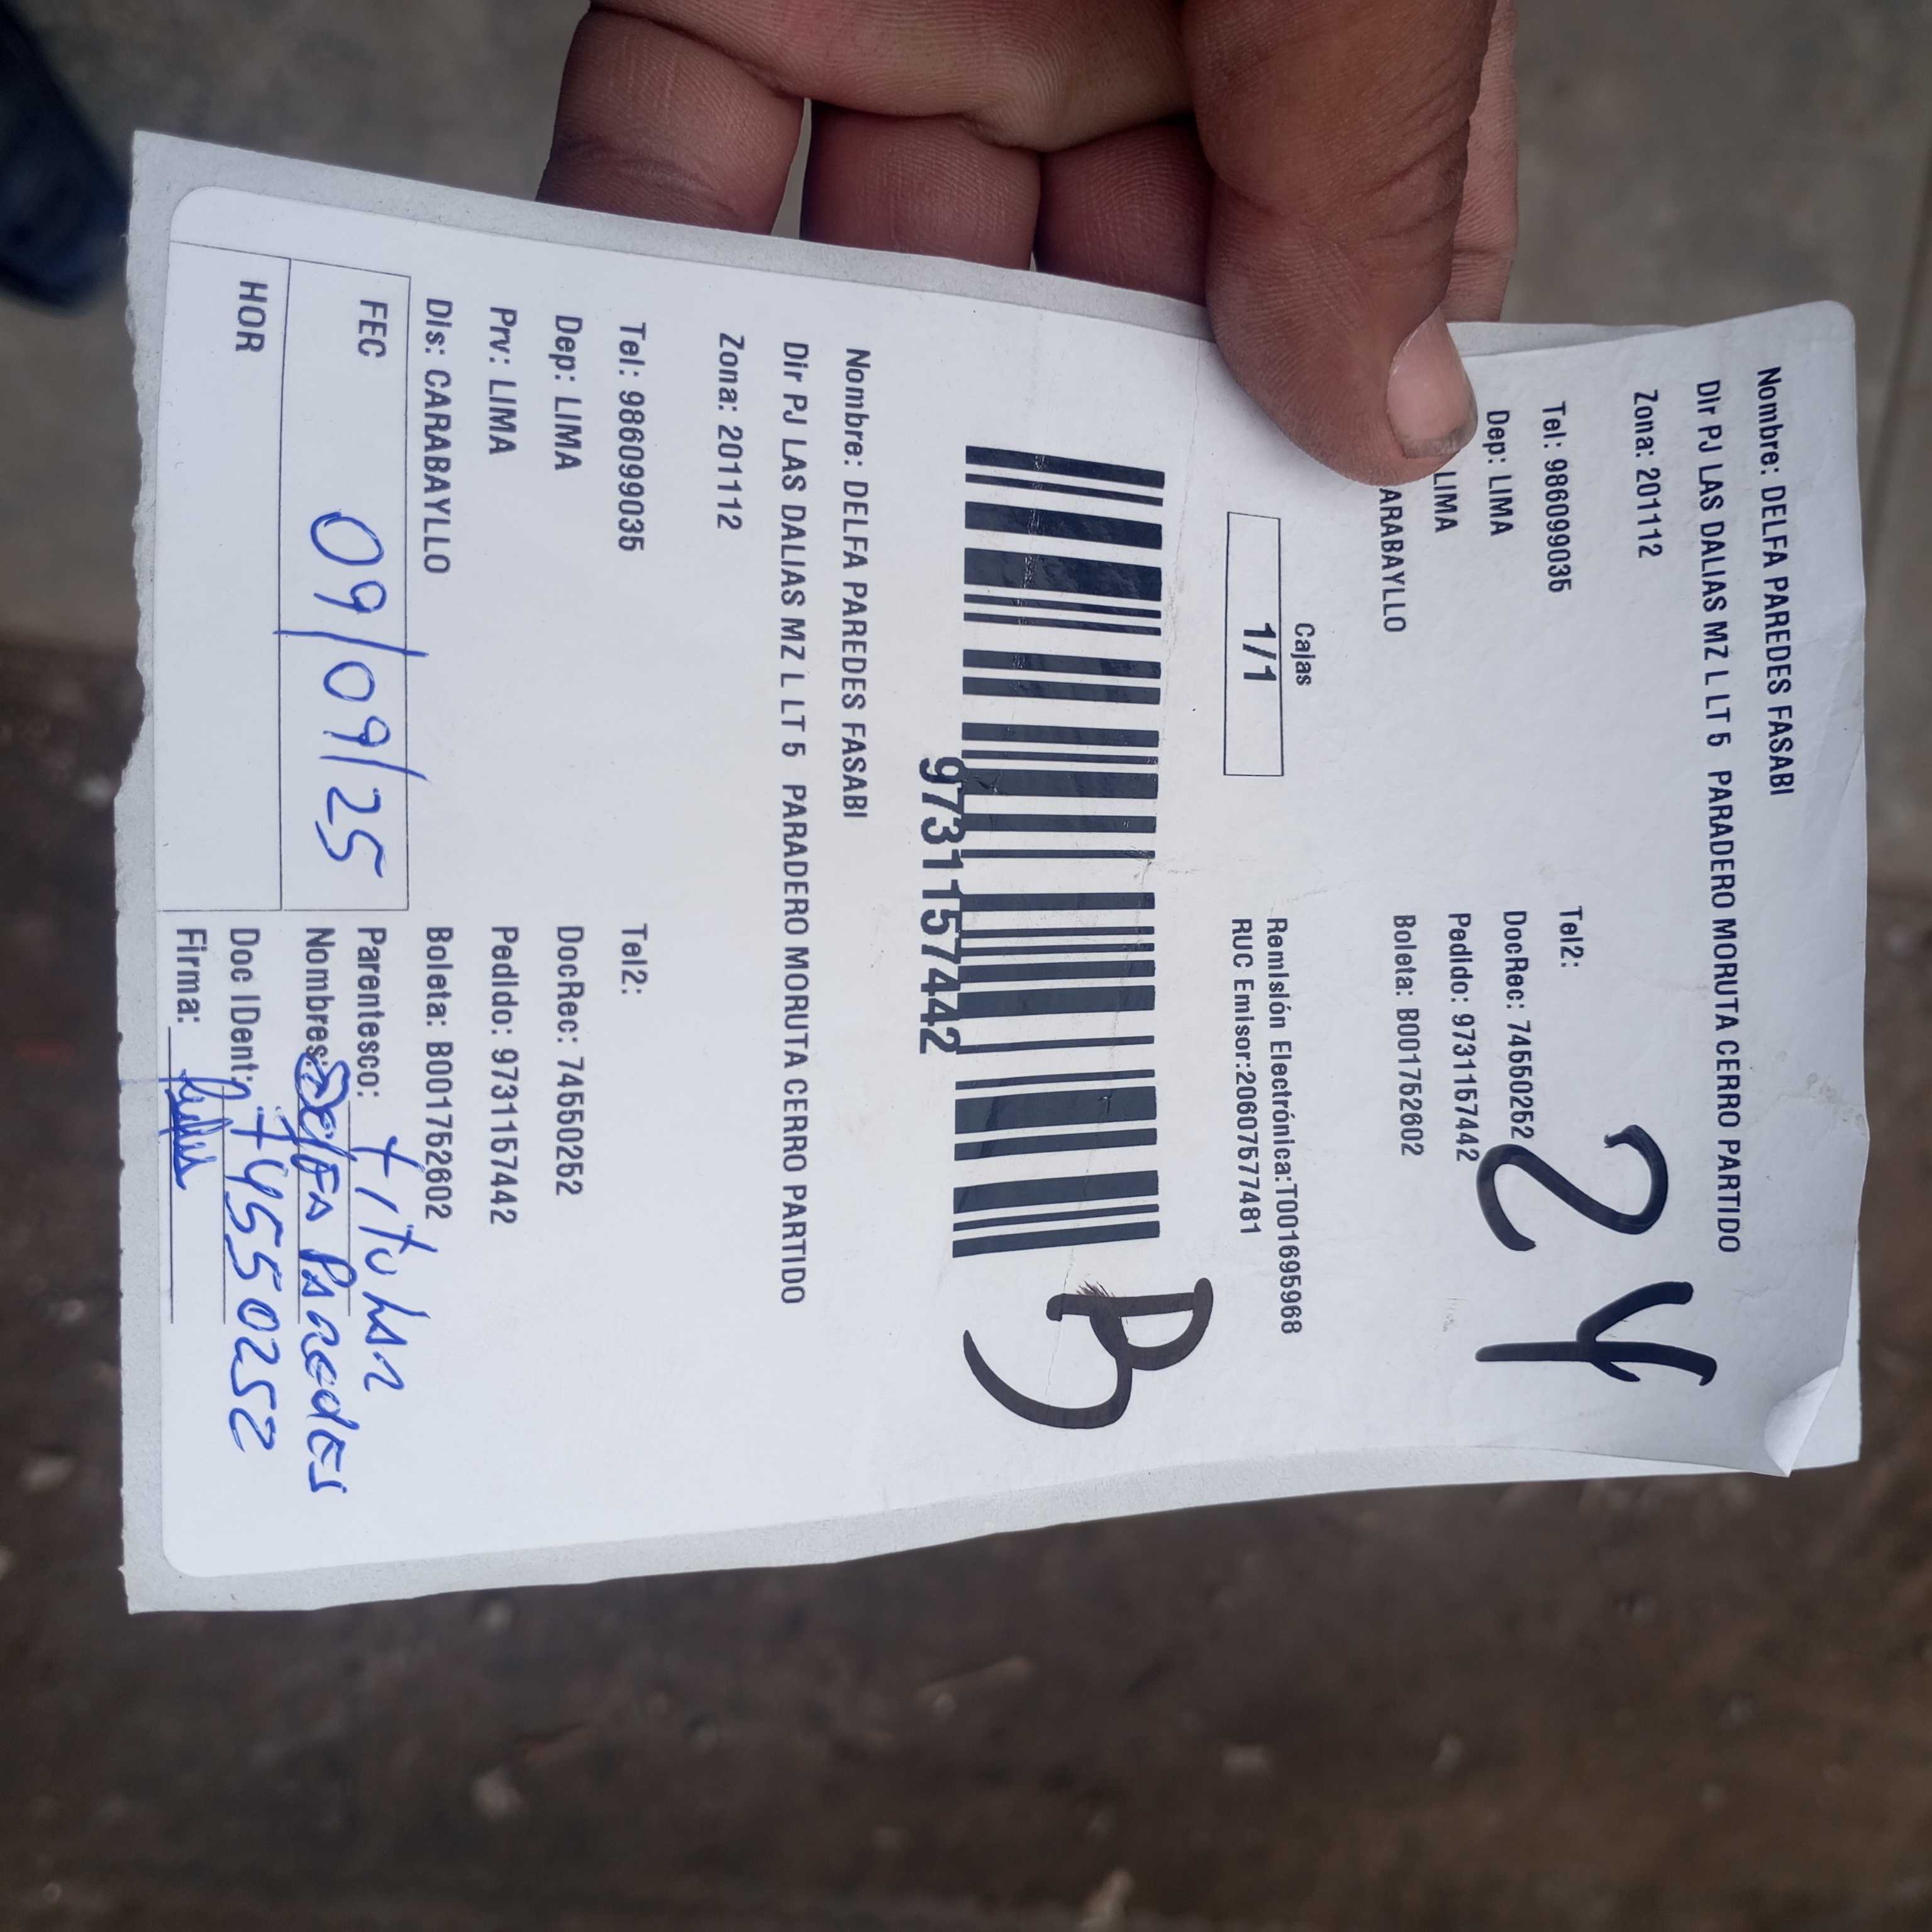 Nombre: DELFA PAREDES FASABI
Dir PJ LAS DALIAS MZ L LT 5 PARADERO MORUTA CERRO PARTIDO
Zona: 201112
Tel: 986099035 Tel2:
Dep: LIMA DocRec: 74550252
LIMA Pedido: 9731157442
ARABAYLLO Boleta: B001752602
24
Cajas
1/1
Remisión Electrónica:T001695968
RUC Emisor:20607577481
9731157442
B
Nombre: DELFA PAREDES FASABI
Dir PJ LAS DALIAS MZ L LT 5 PARADERO MORUTA CERRO PARTIDO
Zona: 201112
Tel: 986099035 Tel2:
Dep: LIMA DocRec: 74550252
Prv: LIMA Pedido: 9731157442
Dis: CARABAYLLO Boleta: B001752602
FEC 09/09/25
HOR
Parentesco: titular
Nombres: Delfa Paredes
Doc IDent: 74550252
Firma: